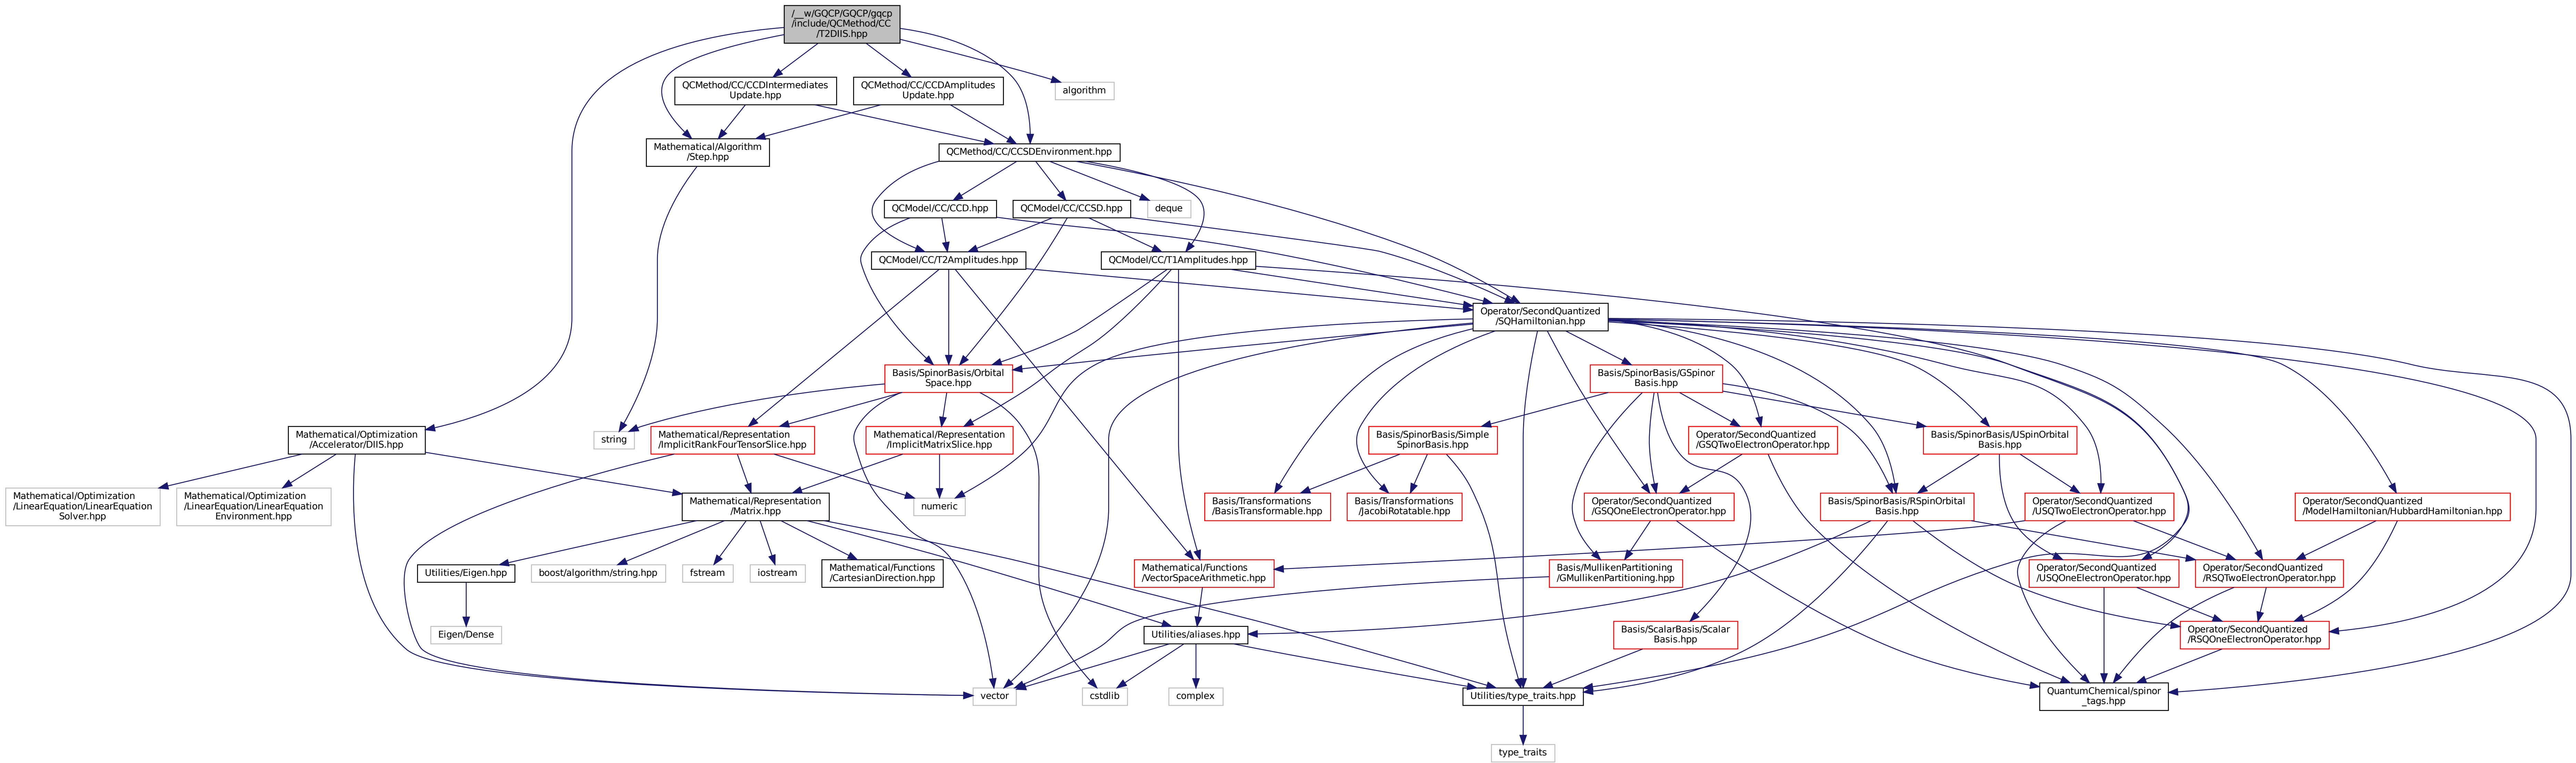 /__w/GQCP/GQCP/gqcp
/include/QCMethod/CC
/T2DIIS.hpp
QCMethod/CC/CCDIntermediates
Update.hpp
QCMethod/CC/CCDAmplitudes
Update.hpp
algorithm
Mathematical/Algorithm
/Step.hpp
QCMethod/CC/CCSDEnvironment.hpp
QCModel/CC/CCD.hpp
QCModel/CC/CCSD.hpp
deque
QCModel/CC/T2Amplitudes.hpp
QCModel/CC/T1Amplitudes.hpp
Operator/SecondQuantized
/SQHamiltonian.hpp
Basis/SpinorBasis/Orbital
Space.hpp
Basis/SpinorBasis/GSpinor
Basis.hpp
Mathematical/Optimization
/Accelerator/DIIS.hpp
string
Mathematical/Representation
/ImplicitRankFourTensorSlice.hpp
Mathematical/Representation
/ImplicitMatrixSlice.hpp
Basis/SpinorBasis/Simple
SpinorBasis.hpp
Operator/SecondQuantized
/GSQTwoElectronOperator.hpp
Basis/SpinorBasis/USpinOrbital
Basis.hpp
Mathematical/Optimization
/LinearEquation/LinearEquation
Solver.hpp
Mathematical/Optimization
/LinearEquation/LinearEquation
Environment.hpp
Mathematical/Representation
/Matrix.hpp
numeric
Basis/Transformations
/BasisTransformable.hpp
Basis/Transformations
/JacobiRotatable.hpp
Operator/SecondQuantized
/GSQOneElectronOperator.hpp
Basis/SpinorBasis/RSpinOrbital
Basis.hpp
Operator/SecondQuantized
/USQTwoElectronOperator.hpp
Operator/SecondQuantized
/ModelHamiltonian/HubbardHamiltonian.hpp
Utilities/Eigen.hpp
boost/algorithm/string.hpp
fstream
iostream
Mathematical/Functions
/CartesianDirection.hpp
Mathematical/Functions
/VectorSpaceArithmetic.hpp
Basis/MullikenPartitioning
/GMullikenPartitioning.hpp
Operator/SecondQuantized
/USQOneElectronOperator.hpp
Operator/SecondQuantized
/RSQTwoElectronOperator.hpp
Eigen/Dense
Utilities/aliases.hpp
Basis/ScalarBasis/Scalar
Basis.hpp
Operator/SecondQuantized
/RSQOneElectronOperator.hpp
vector
cstdlib
complex
Utilities/type_traits.hpp
QuantumChemical/spinor
_tags.hpp
type_traits